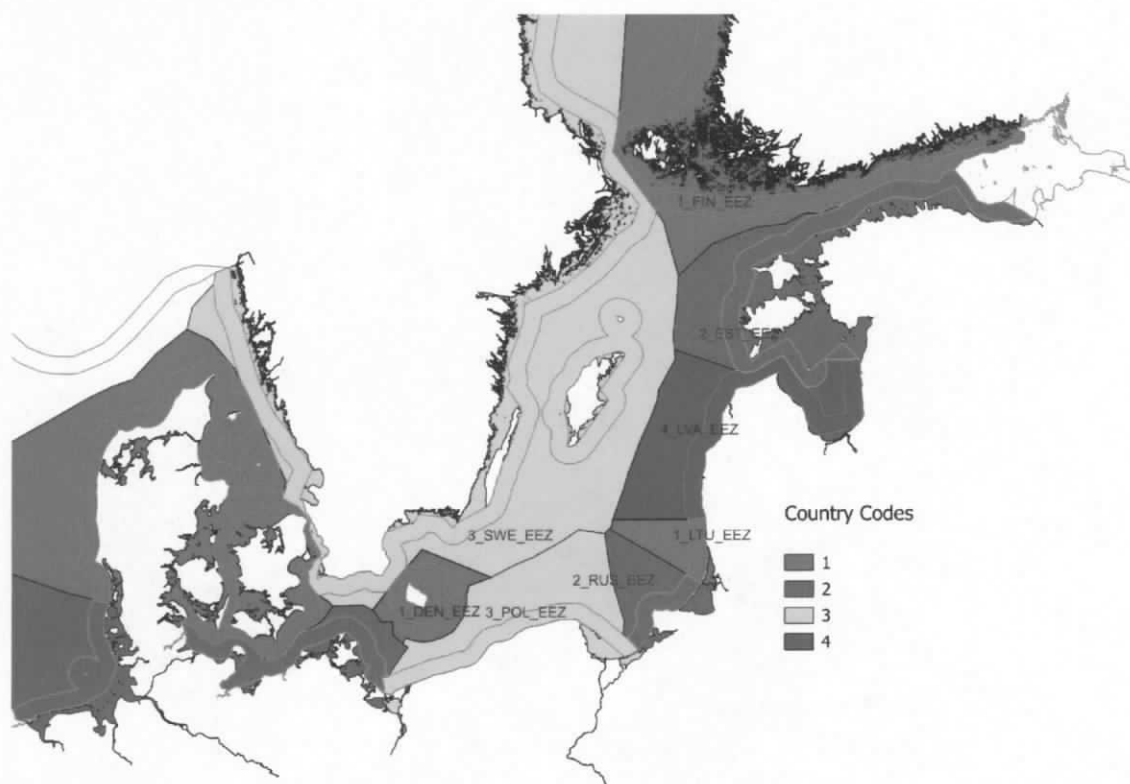 1_FIN_EEZ
2_EST_EEZ
4_LVA_EEZ
Country Codes
3_SWE_EEZ
1_LTU_EEZ
1
2_RUS_EEZ
2
1_DEN_EEZ
3_POL_EEZ
3
4